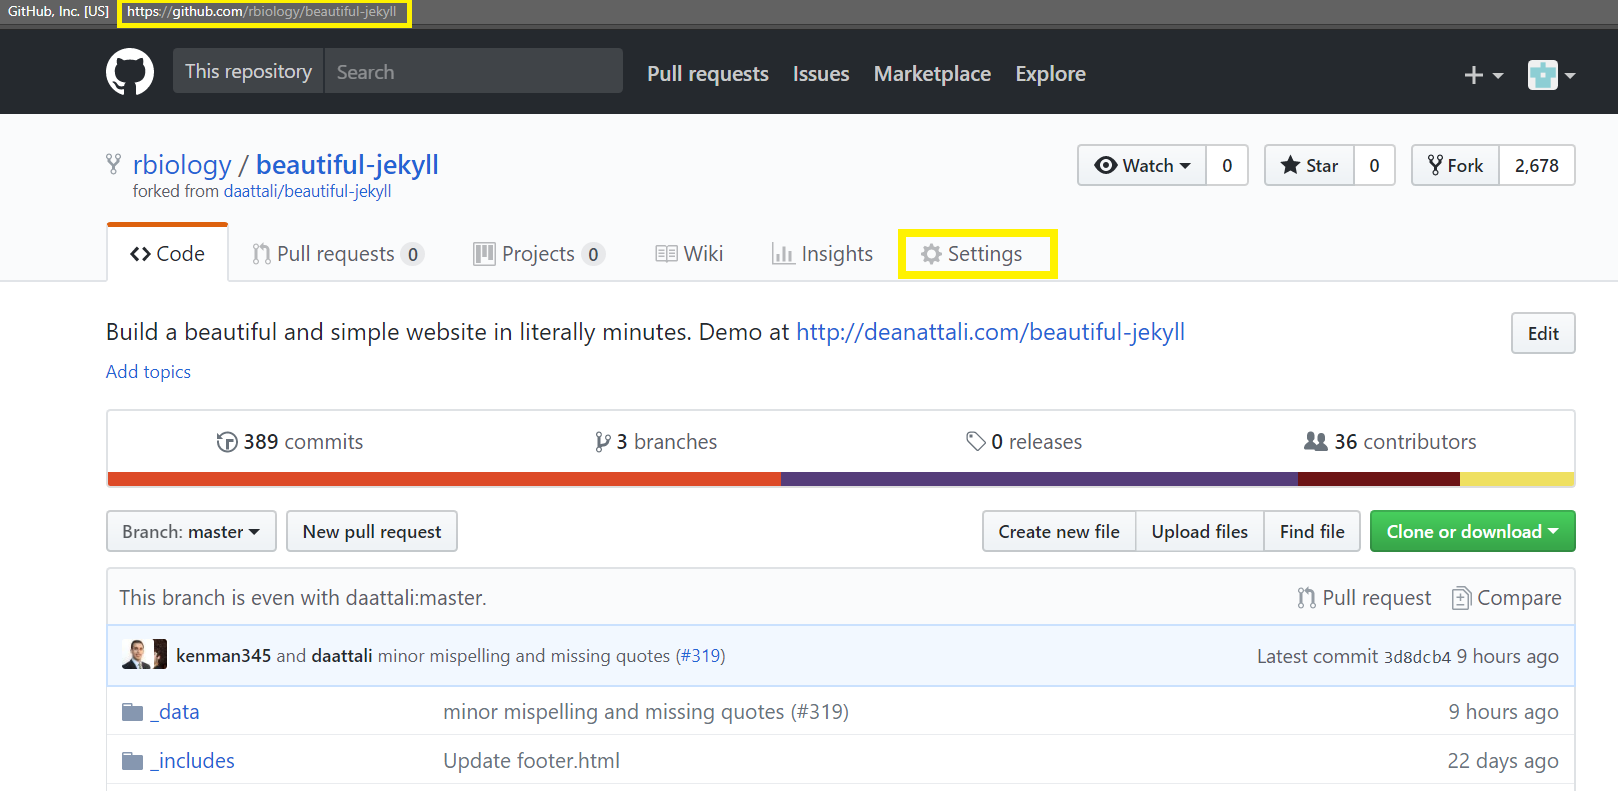 GitHub, Inc. [US] https://github.com/rbiology/beautiful-jekyll
This repository Search Pull requests Issues Marketplace Explore
rbiology / beautiful-jekyll Watch 0 Star 0 Fork 2,678
forked from daattali/beautiful-jekyll
Code Pull requests 0 Projects 0 Wiki Insights Settings
Build a beautiful and simple website in literally minutes. Demo at http://deanattali.com/beautiful-jekyll Edit
Add topics
389 commits 3 branches 0 releases 36 contributors
Branch: master New pull request Create new file Upload files Find file Clone or download
This branch is even with daattali:master. Pull request Compare
kenman345 and daattali minor mispelling and missing quotes (#319) Latest commit 3d8dcb4 9 hours ago
_data minor mispelling and missing quotes (#319) 9 hours ago
_includes Update footer.html 22 days ago